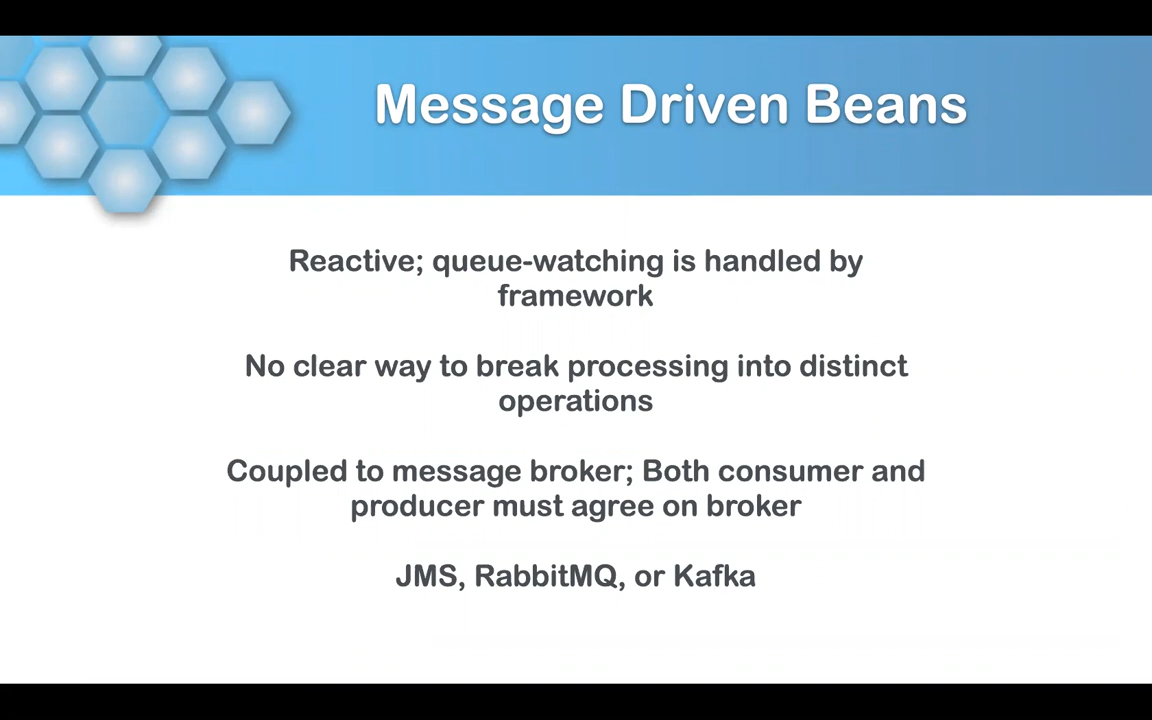 Message Driven Beans
Reactive; queue-watching is handled by
framework
No clear way to break processing into distinct
operations
Coupled to message broker; Both consumer and
producer must agree on broker
JMS, RabbitMQ, or Kafka